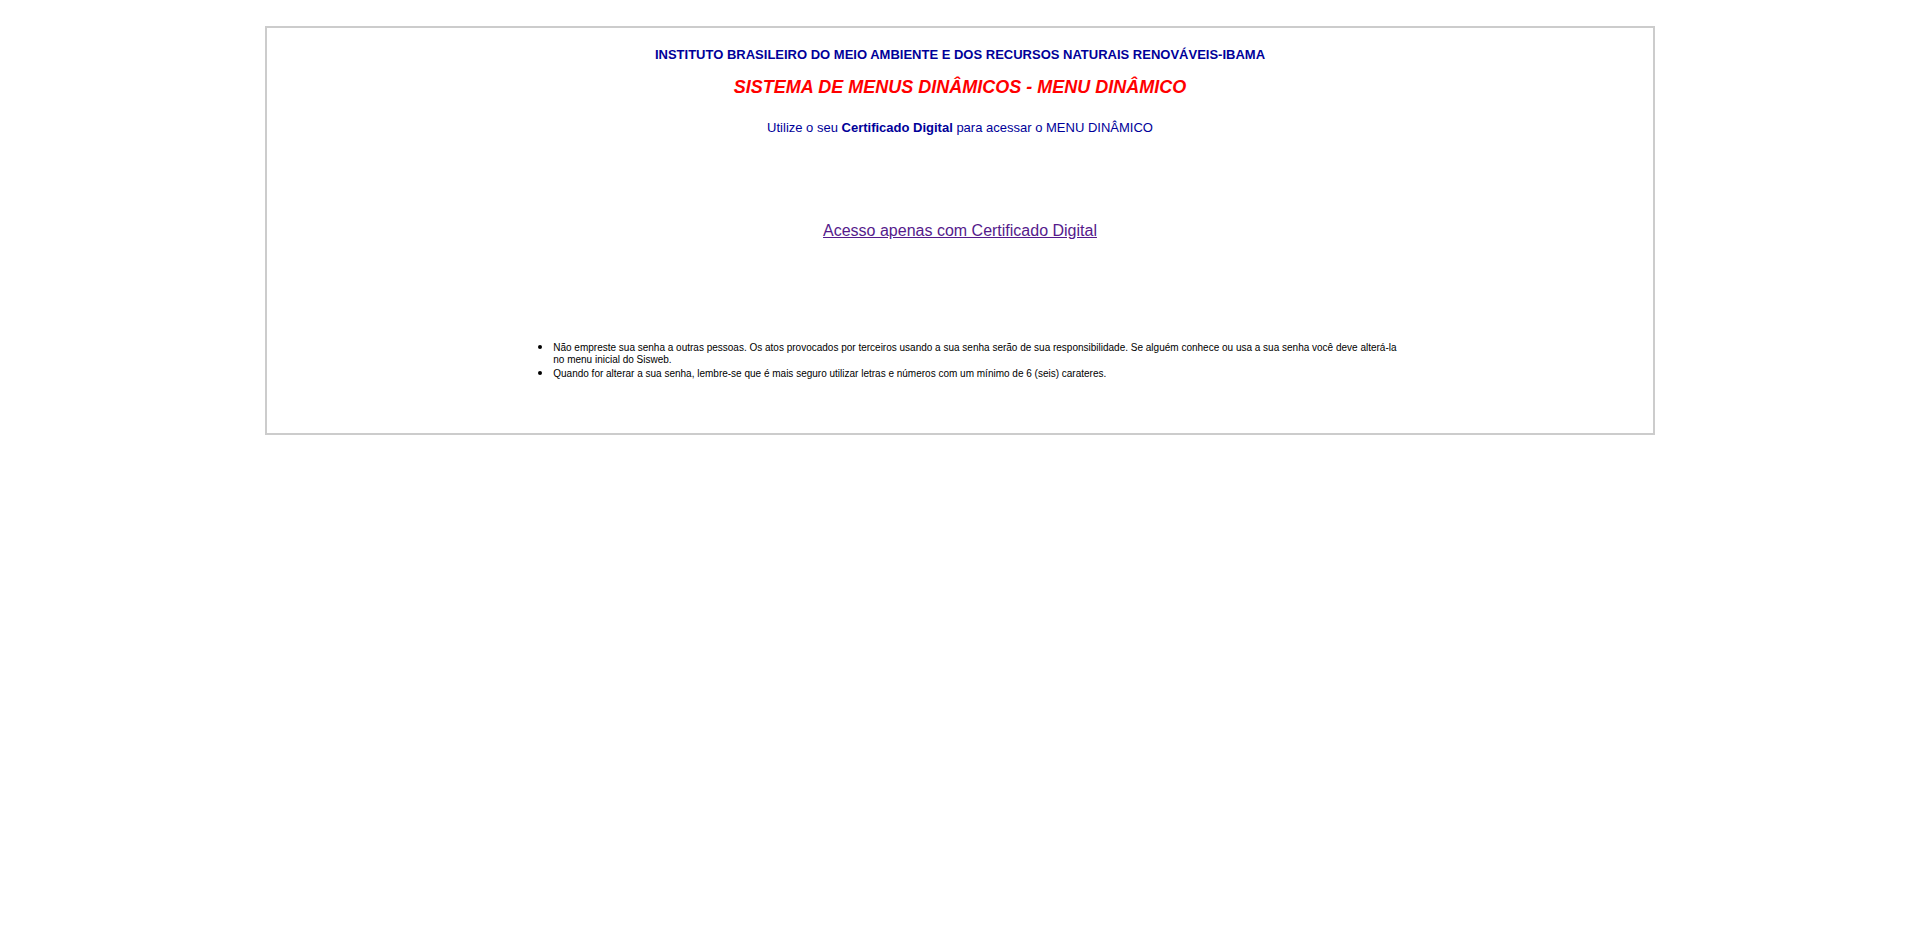 INSTITUTO BRASILEIRO DO MEIO AMBIENTE E DOS RECURSOS NATURAIS RENOVÁVEIS-IBAMA
SISTEMA DE MENUS DINÂMICOS - MENU DINÂMICO
Utilize o seu Certificado Digital para acessar o MENU DINÂMICO
Acesso apenas com Certificado Digital
• Não empreste sua senha a outras pessoas. Os atos provocados por terceiros usando a sua senha serão de sua responsibilidade. Se alguém conhece ou usa a sua senha você deve alterá-la
no menu inicial do Sisweb.
• Quando for alterar a sua senha, lembre-se que é mais seguro utilizar letras e números com um mínimo de 6 (seis) carateres.